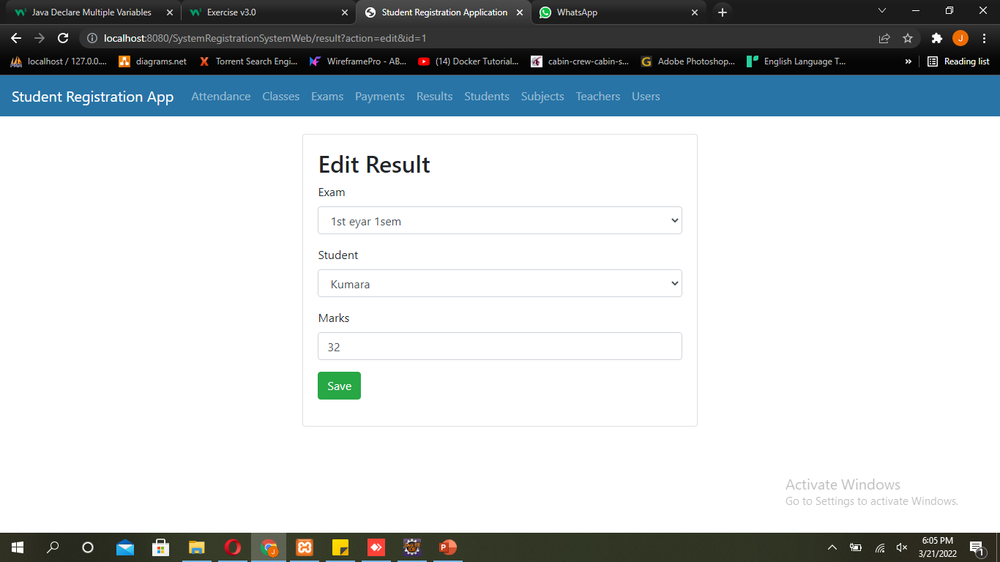 Java Declare Multiple Variables
Exercise v3.0
Student Registration Application
WhatsApp
localhost:8080/SystemRegistrationSystemWeb/result?action=edit&id=1
J
localhost / 127.0.0....
diagrams.net
Torrent Search Engi...
WireframePro - AB...
(14) Docker Tutorial...
cabin-crew-cabin-s...
Adobe Photoshop...
English Language T...
»
Reading list
Student Registration App
Attendance
Classes
Exams
Payments
Results
Students
Subjects
Teachers
Users
Edit Result
Exam
1st eyar 1sem
Student
Kumara
Marks
32
Save
Activate Windows
Go to Settings to activate Windows.
6:05 PM
3/21/2022
1